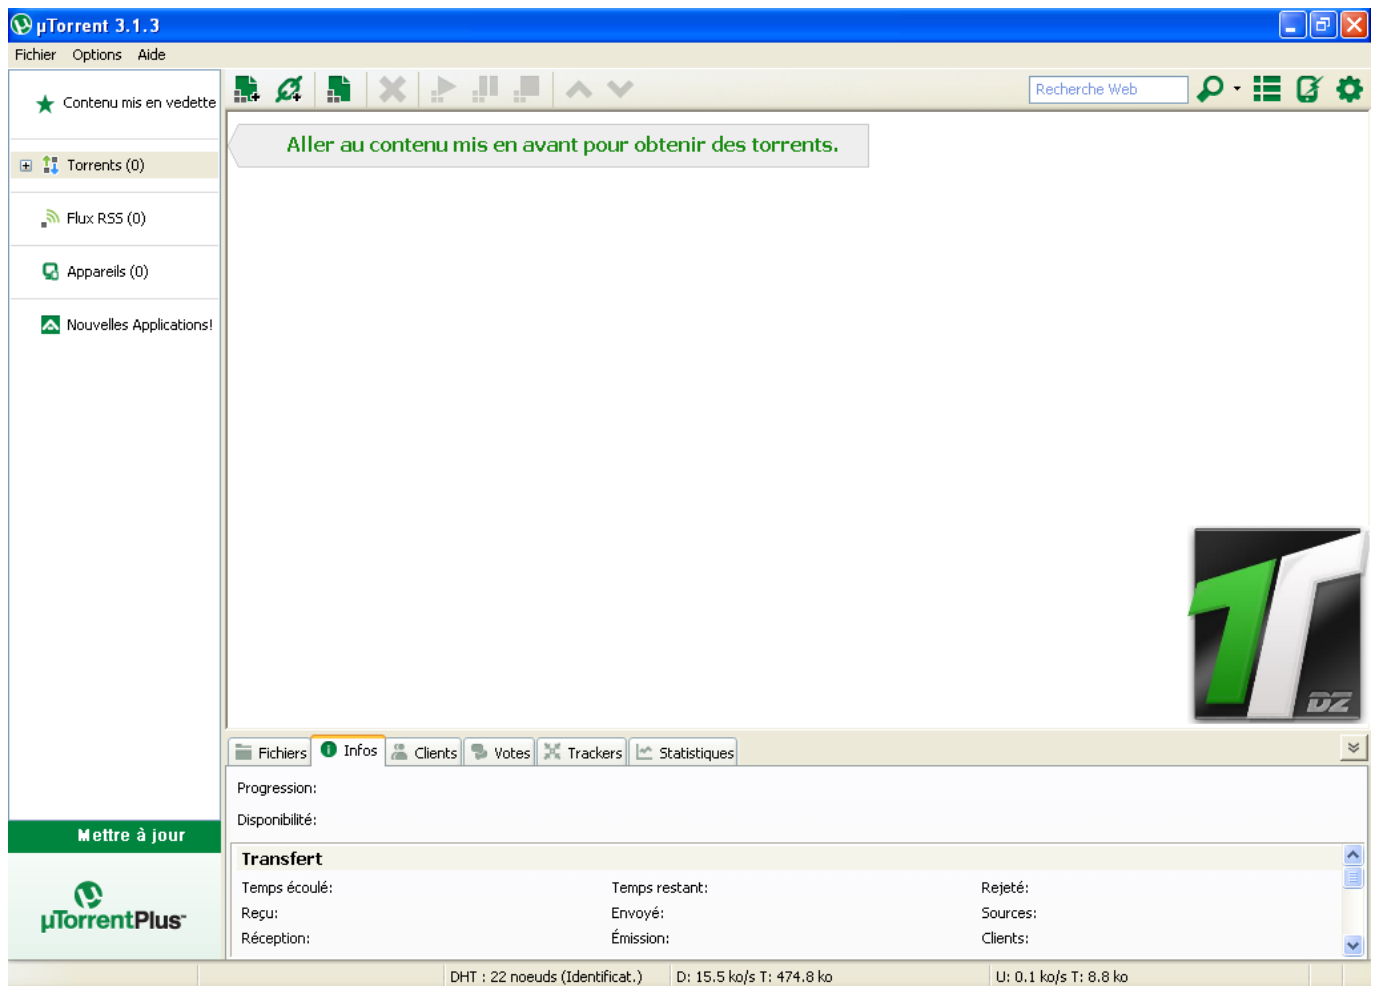 µTorrent 3.1.3
Fichier Options Aide
Contenu mis en vedette
Recherche Web
Aller au contenu mis en avant pour obtenir des torrents.
Torrents (0)
Flux RSS (0)
Appareils (0)
Nouvelles Applications!
DZ
Fichiers Infos Clients Votes Trackers Statistiques
Progression:
Disponibilité:
Mettre à jour
µTorrentPlus
Transfert
Temps écoulé: Temps restant: Rejeté:
Reçu: Envoyé: Sources:
Réception: Émission: Clients:
DHT : 22 noeuds (Identificat.) D: 15.5 ko/s T: 474.8 ko U: 0.1 ko/s T: 8.8 ko